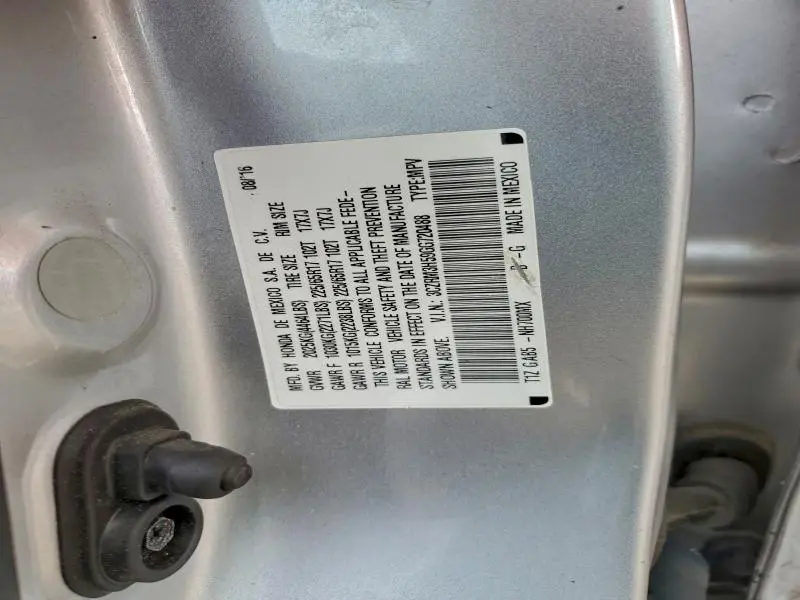 MFD. BY HONDA DE MEXICO S.A. DE C.V. 08/16
GVWR 2025KG(4464LBS) TIRE SIZE RIM SIZE
GAWR F 1030KG(2271LBS) 225/65R17 102T 17X7J
GAWR R 1015KG(2238LBS) 225/65R17 102T 17X7J
THIS VEHICLE CONFORMS TO ALL APPLICABLE FEDE-
RAL MOTOR VEHICLE SAFETY AND THEFT PREVENTION
STANDARDS IN EFFECT ON THE DATE OF MANUFACTURE
SHOWN ABOVE. V.I.N.: TYPE:MPV
T1Z GA85 -NH700MX -G MADE IN MEXICO